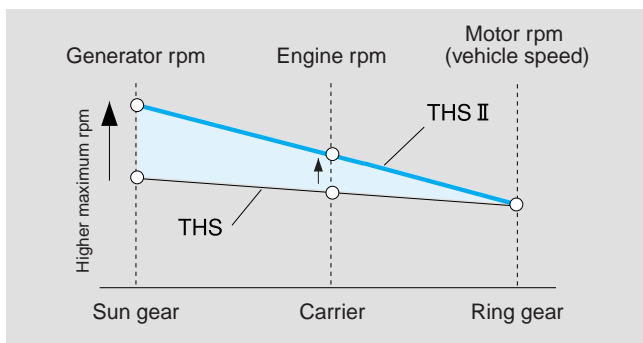 Generator rpm
Engine rpm
Motor rpm
(vehicle speed)
Higher maximum rpm
THS Ⅱ
THS
Sun gear
Carrier
Ring gear